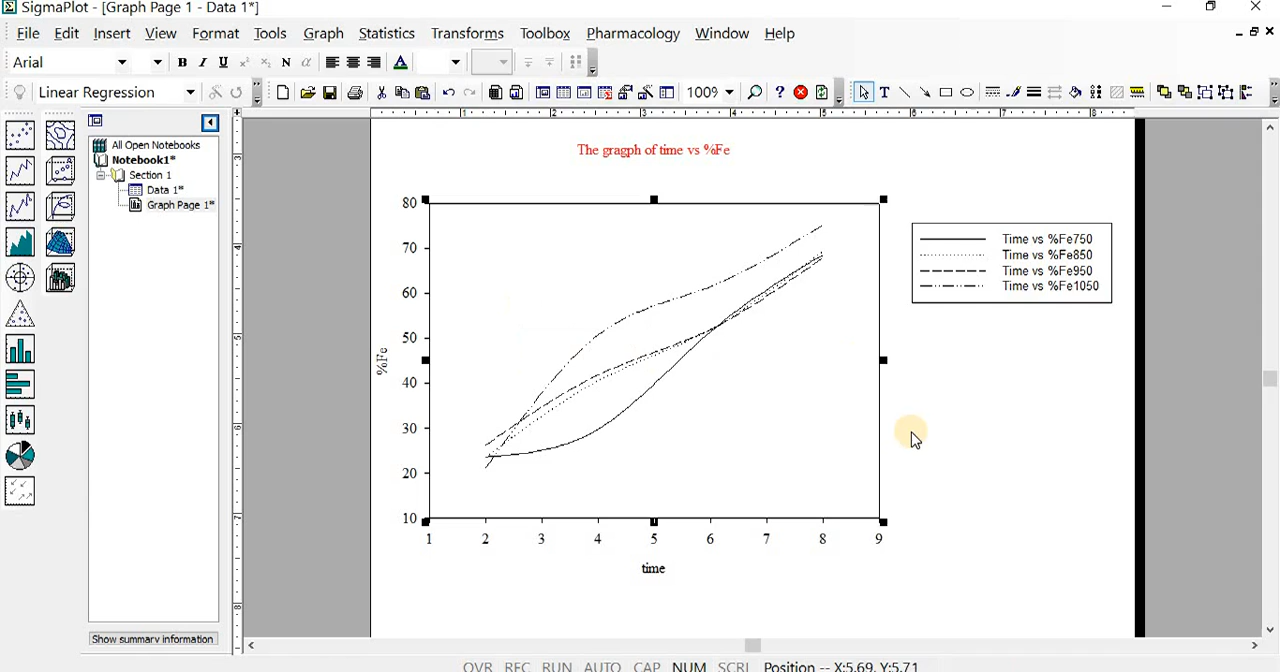 SigmaPlot - [Graph Page 1 - Data 1*]
File Edit Insert View Format Tools Graph Statistics Transforms Toolbox Pharmacology Window Help
Arial B I U N α A
Linear Regression 100% ? T
All Open Notebooks
Notebook1*
Section 1
Data 1*
Graph Page 1*
Show summary information
The gragph of time vs %Fe
80
70
60
50
40
30
20
10
%Fe
1 2 3 4 5 6 7 8 9
time
Time vs %Fe750
Time vs %Fe850
Time vs %Fe950
Time vs %Fe1050
OVR REC RUN AUTO CAP NUM SCRL Position -- X:5.69, Y:5.71